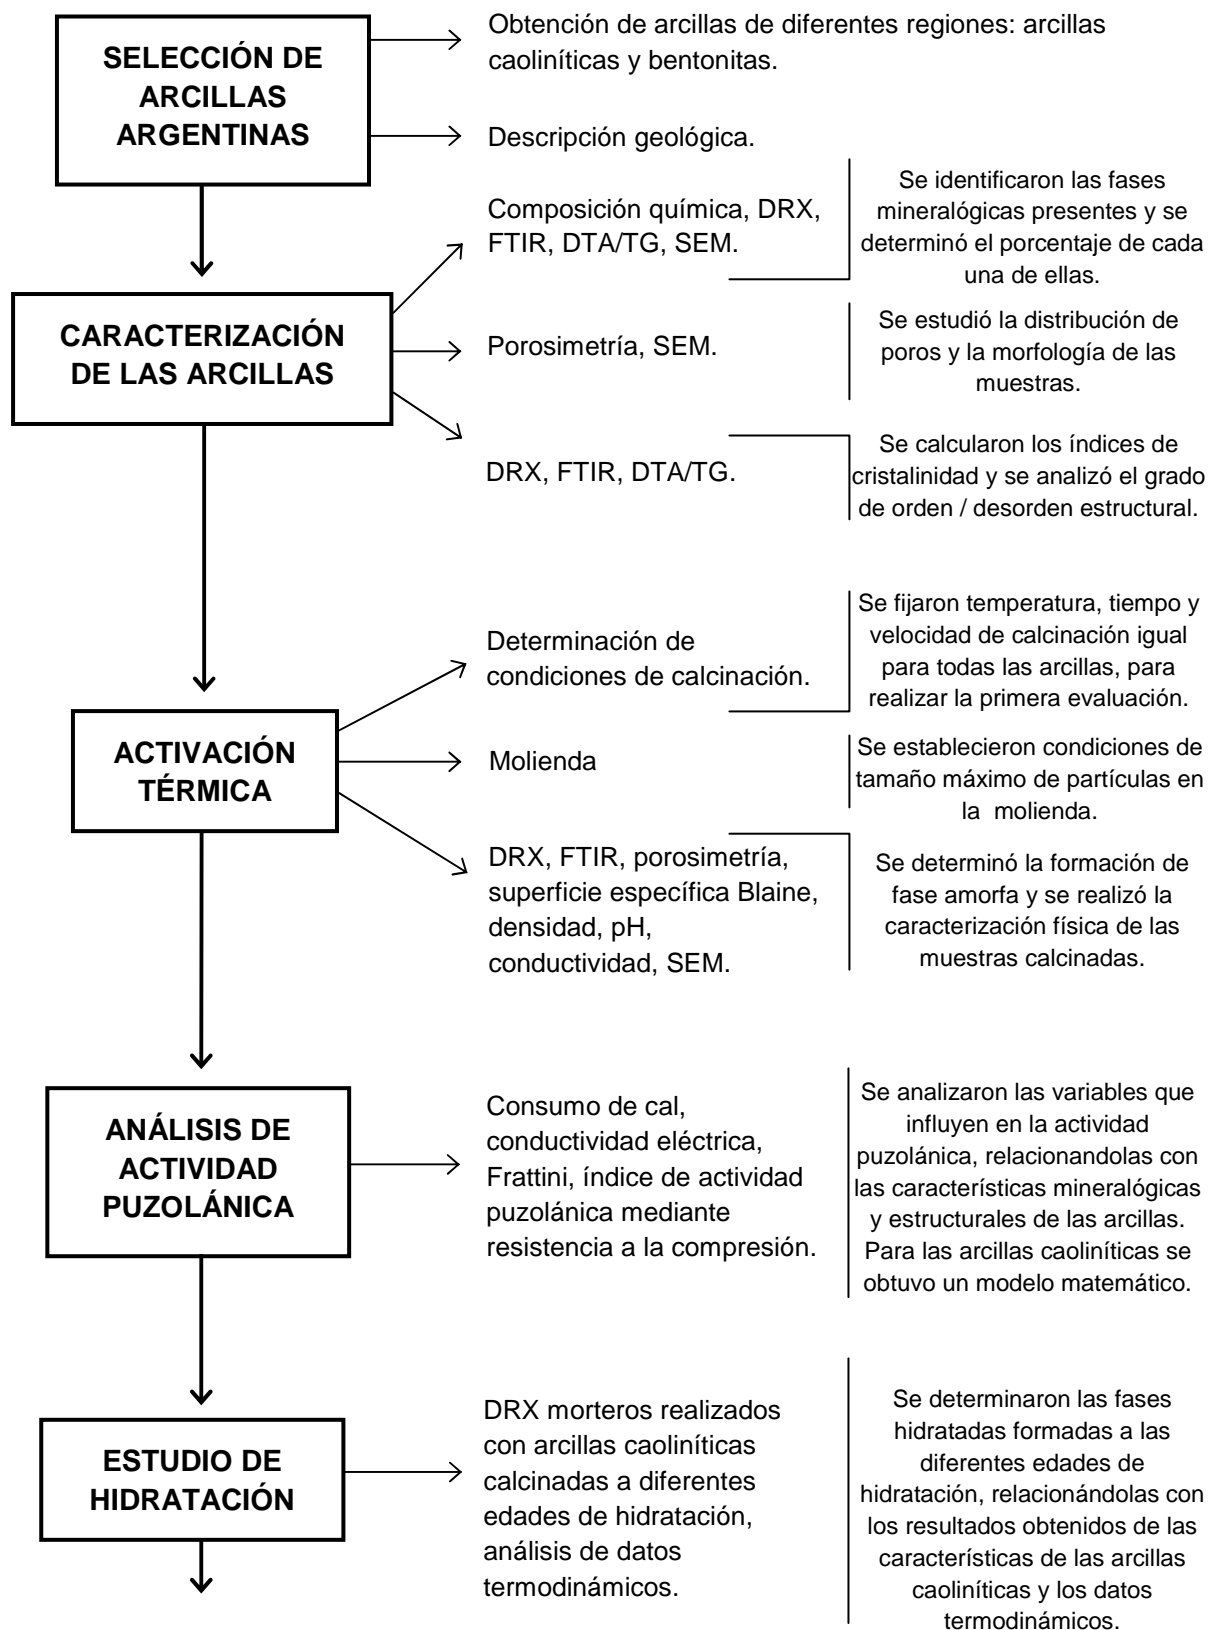 SELECCIÓN DE
ARCILLAS
ARGENTINAS
Obtención de arcillas de diferentes regiones: arcillas
caoliníticas y bentonitas.
Descripción geológica.
CARACTERIZACIÓN
DE LAS ARCILLAS
Composición química, DRX,
FTIR, DTA/TG, SEM.
Se identificaron las fases
mineralógicas presentes y se
determinó el porcentaje de cada
una de ellas.
Porosimetría, SEM.
Se estudió la distribución de
poros y la morfología de las
muestras.
DRX, FTIR, DTA/TG.
Se calcularon los índices de
cristalinidad y se analizó el grado
de orden / desorden estructural.
ACTIVACIÓN
TÉRMICA
Determinación de
condiciones de calcinación.
Se fijaron temperatura, tiempo y
velocidad de calcinación igual
para todas las arcillas, para
realizar la primera evaluación.
Molienda
Se establecieron condiciones de
tamaño máximo de partículas en
la molienda.
DRX, FTIR, porosimetría,
superficie específica Blaine,
densidad, pH,
conductividad, SEM.
Se determinó la formación de
fase amorfa y se realizó la
caracterización física de las
muestras calcinadas.
ANÁLISIS DE
ACTIVIDAD
PUZOLÁNICA
Consumo de cal,
conductividad eléctrica,
Frattini, índice de actividad
puzolánica mediante
resistencia a la compresión.
Se analizaron las variables que
influyen en la actividad
puzolánica, relacionandolas con
las características mineralógicas
y estructurales de las arcillas.
Para las arcillas caoliníticas se
obtuvo un modelo matemático.
ESTUDIO DE
HIDRATACIÓN
DRX morteros realizados
con arcillas caoliníticas
calcinadas a diferentes
edades de hidratación,
análisis de datos
termodinámicos.
Se determinaron las fases
hidratadas formadas a las
diferentes edades de
hidratación, relacionándolas con
los resultados obtenidos de las
características de las arcillas
caoliníticas y los datos
termodinámicos.